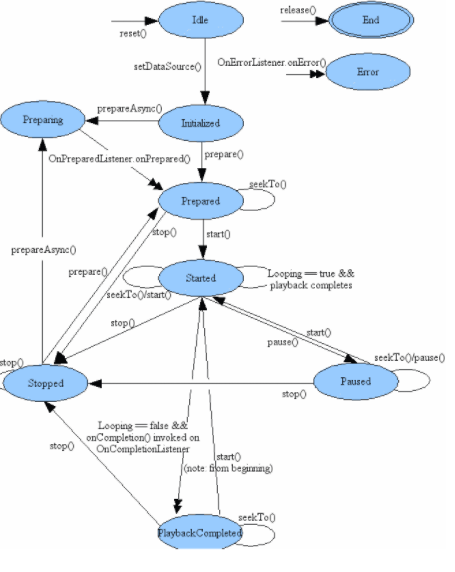 Idle
release()
End
reset()
setDataSource()
OnErrorListener.onError()
Error
prepareAsync()
Preparing
Initialized
OnPreparedListener.onPrepared()
prepare()
seekTo()
Prepared
stop()
start()
prepareAsync()
prepare()
Started
Looping == true &&
playback completes
seekTo()/start()
stop()
start()
pause()
seekTo()/pause()
stop()
Stopped
Paused
stop()
Looping == false &&
onCompletion() invoked on
OnCompletionListener
stop()
start()
(note: from beginning)
seekTo()
PlaybackCompleted